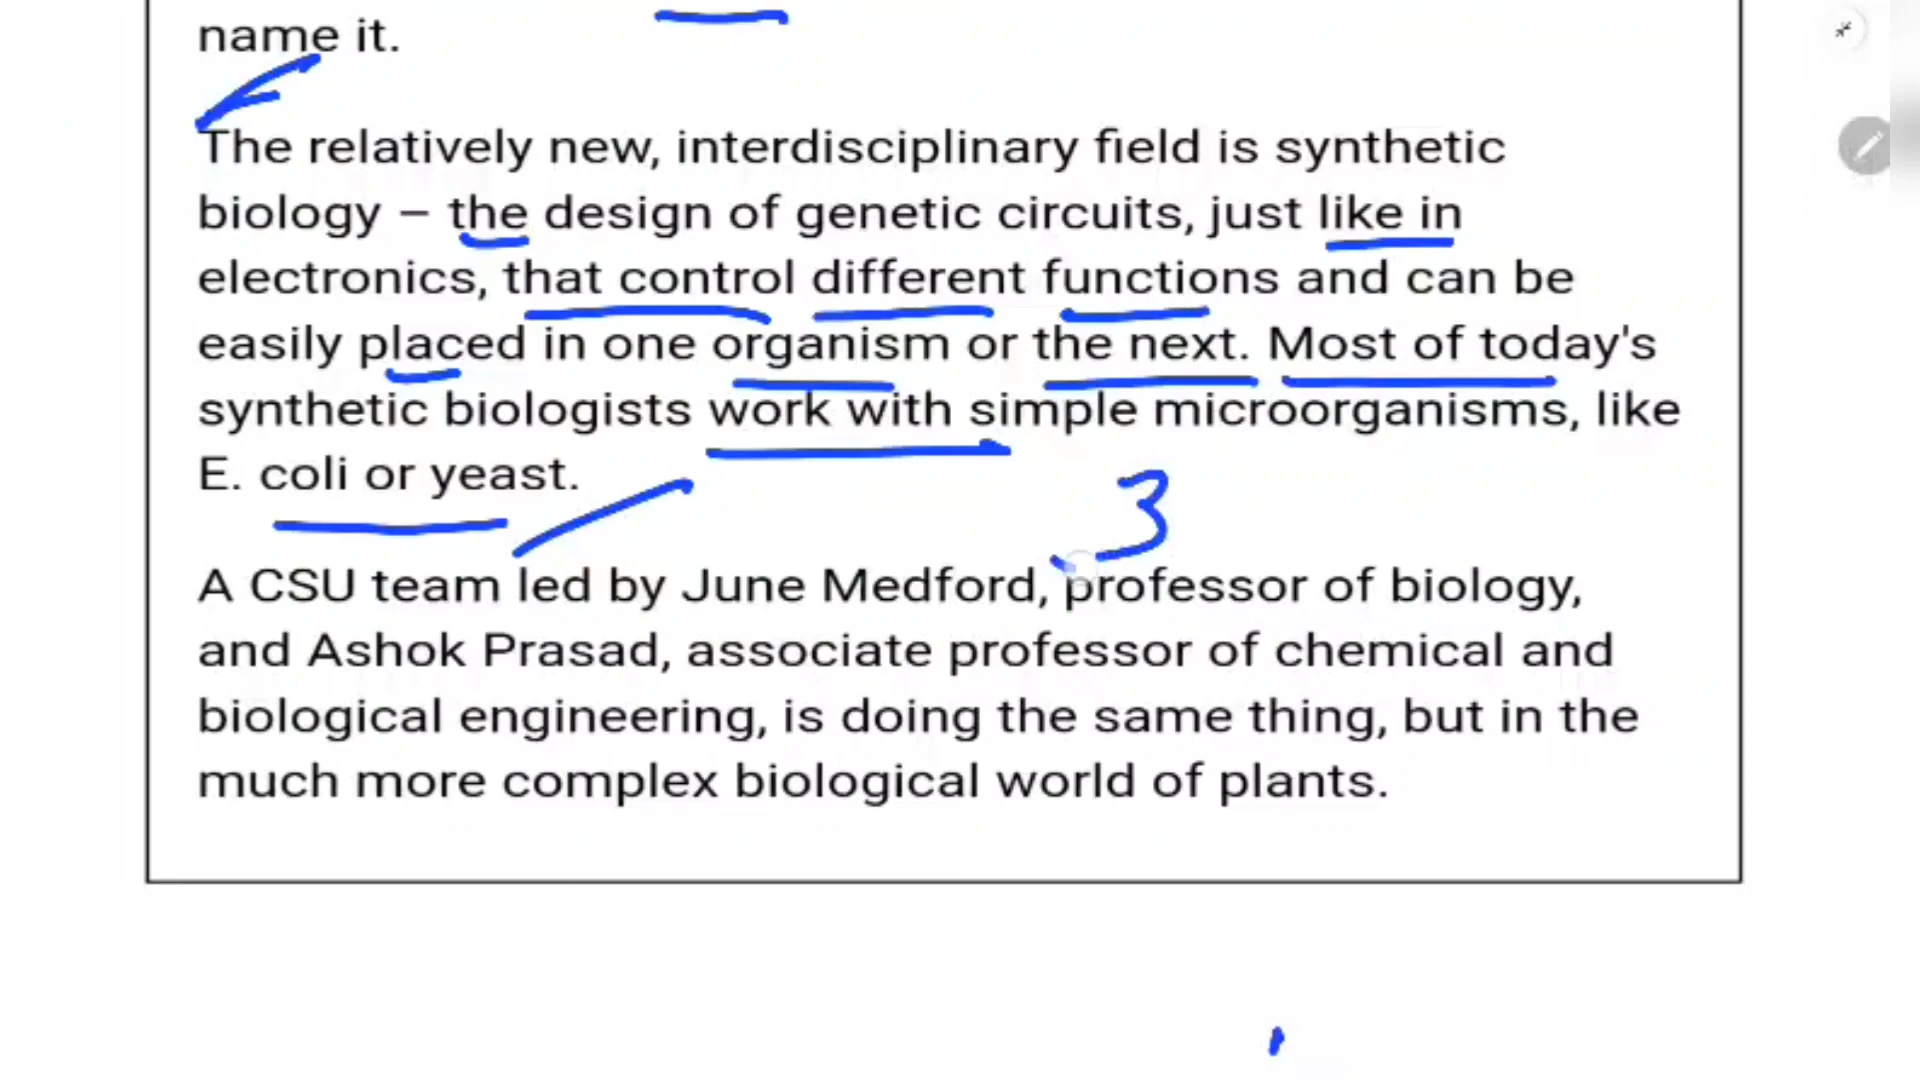 name it.
The relatively new, interdisciplinary field is synthetic
biology – the design of genetic circuits, just like in
electronics, that control different functions and can be
easily placed in one organism or the next. Most of today's
synthetic biologists work with simple microorganisms, like
E. coli or yeast.
3
A CSU team led by June Medford, professor of biology,
and Ashok Prasad, associate professor of chemical and
biological engineering, is doing the same thing, but in the
much more complex biological world of plants.